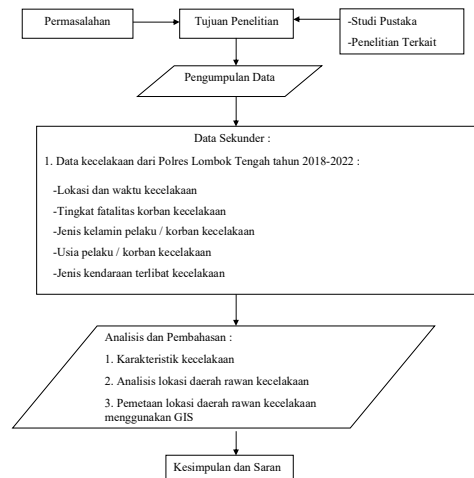 Permasalahan
Tujuan Penelitian
-Studi Pustaka
-Penelitian Terkait
Pengumpulan Data
Data Sekunder :
1. Data kecelakaan dari Polres Lombok Tengah tahun 2018-2022 :
-Lokasi dan waktu kecelakaan
-Tingkat fatalitas korban kecelakaan
-Jenis kelamin pelaku / korban kecelakaan
-Usia pelaku / korban kecelakaan
-Jenis kendaraan terlibat kecelakaan
Analisis dan Pembahasan :
1. Karakteristik kecelakaan
2. Analisis lokasi daerah rawan kecelakaan
3. Pemetaan lokasi daerah rawan kecelakaan
menggunakan GIS
Kesimpulan dan Saran